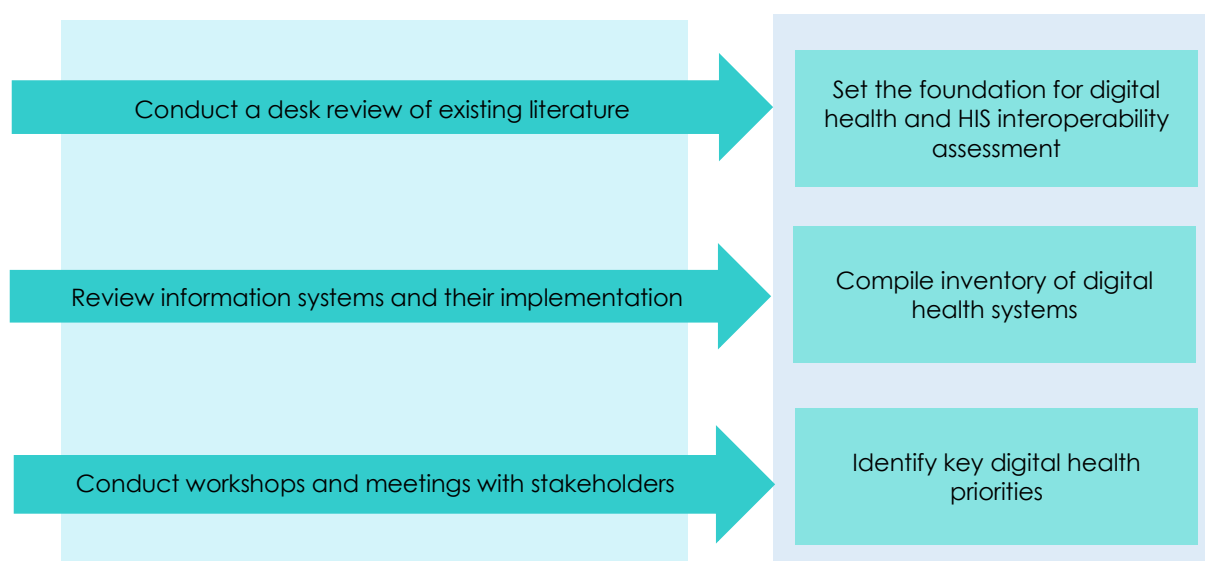 Conduct a desk review of existing literature
Set the foundation for digital
health and HIS interoperability
assessment
Review information systems and their implementation
Compile inventory of digital
health systems
Conduct workshops and meetings with stakeholders
Identify key digital health
priorities